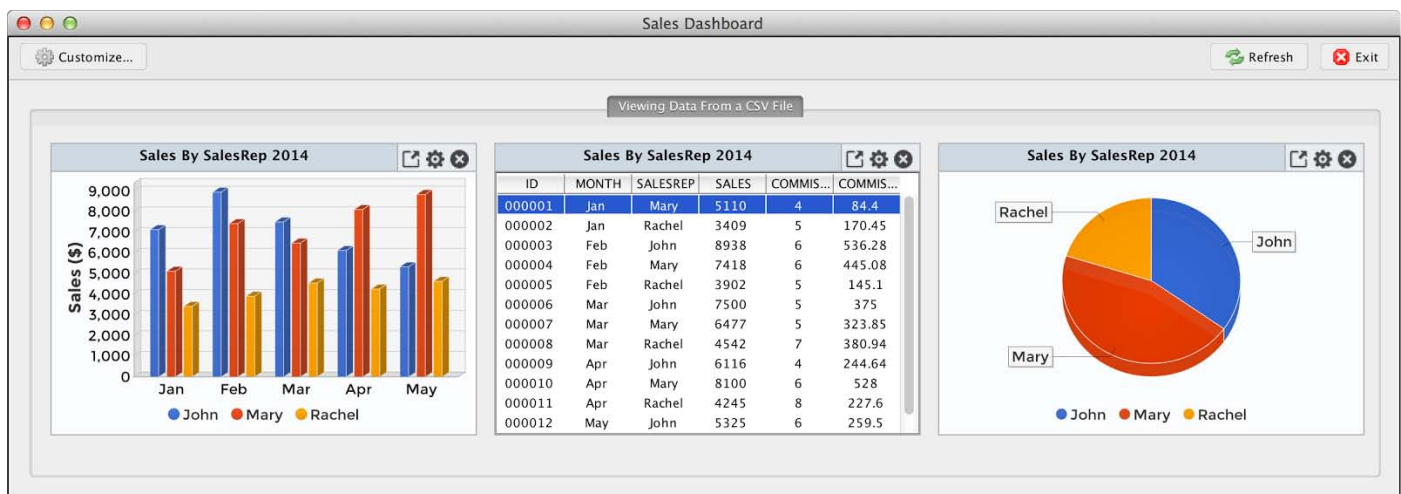 Sales Dashboard
Customize...
Refresh
Exit
Viewing Data From a CSV File
Sales By SalesRep 2014
9,000
8,000
7,000
6,000
5,000
4,000
3,000
2,000
1,000
0
Sales ($)
Jan Feb Mar Apr May
John Mary Rachel
Sales By SalesRep 2014
ID MONTH SALESREP SALES COMMIS... COMMIS...
000001 Jan Mary 5110 4 84.4
000002 Jan Rachel 3409 5 170.45
000003 Feb John 8938 6 536.28
000004 Feb Mary 7418 6 445.08
000005 Feb Rachel 3902 5 145.1
000006 Mar John 7500 5 375
000007 Mar Mary 6477 5 323.85
000008 Mar Rachel 4542 7 380.94
000009 Apr John 6116 4 244.64
000010 Apr Mary 8100 6 528
000011 Apr Rachel 4245 8 227.6
000012 May John 5325 6 259.5
Sales By SalesRep 2014
Rachel
John
Mary
John Mary Rachel